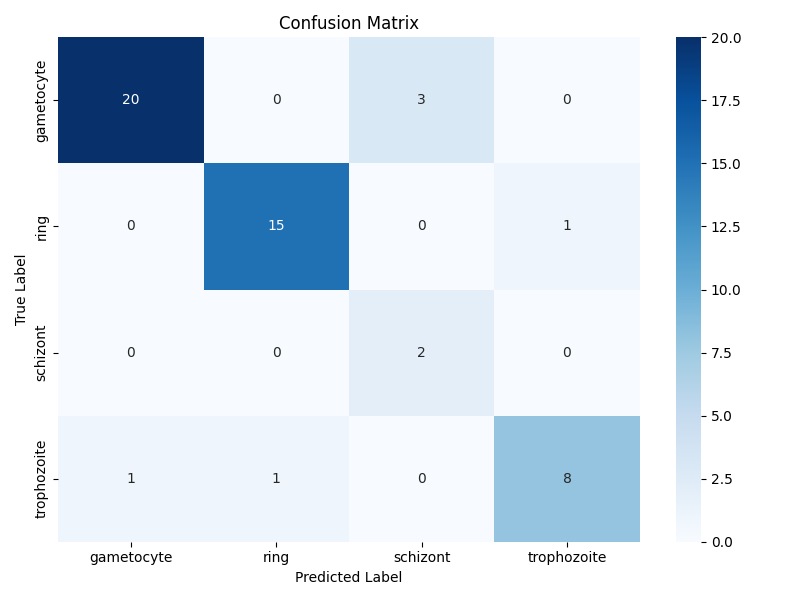 Confusion Matrix
True Label
gametocyte 20 0 3 0
ring 0 15 0 1
schizont 0 0 2 0
trophozoite 1 1 0 8
gametocyte ring schizont trophozoite
Predicted Label
20.0
17.5
15.0
12.5
10.0
7.5
5.0
2.5
0.0